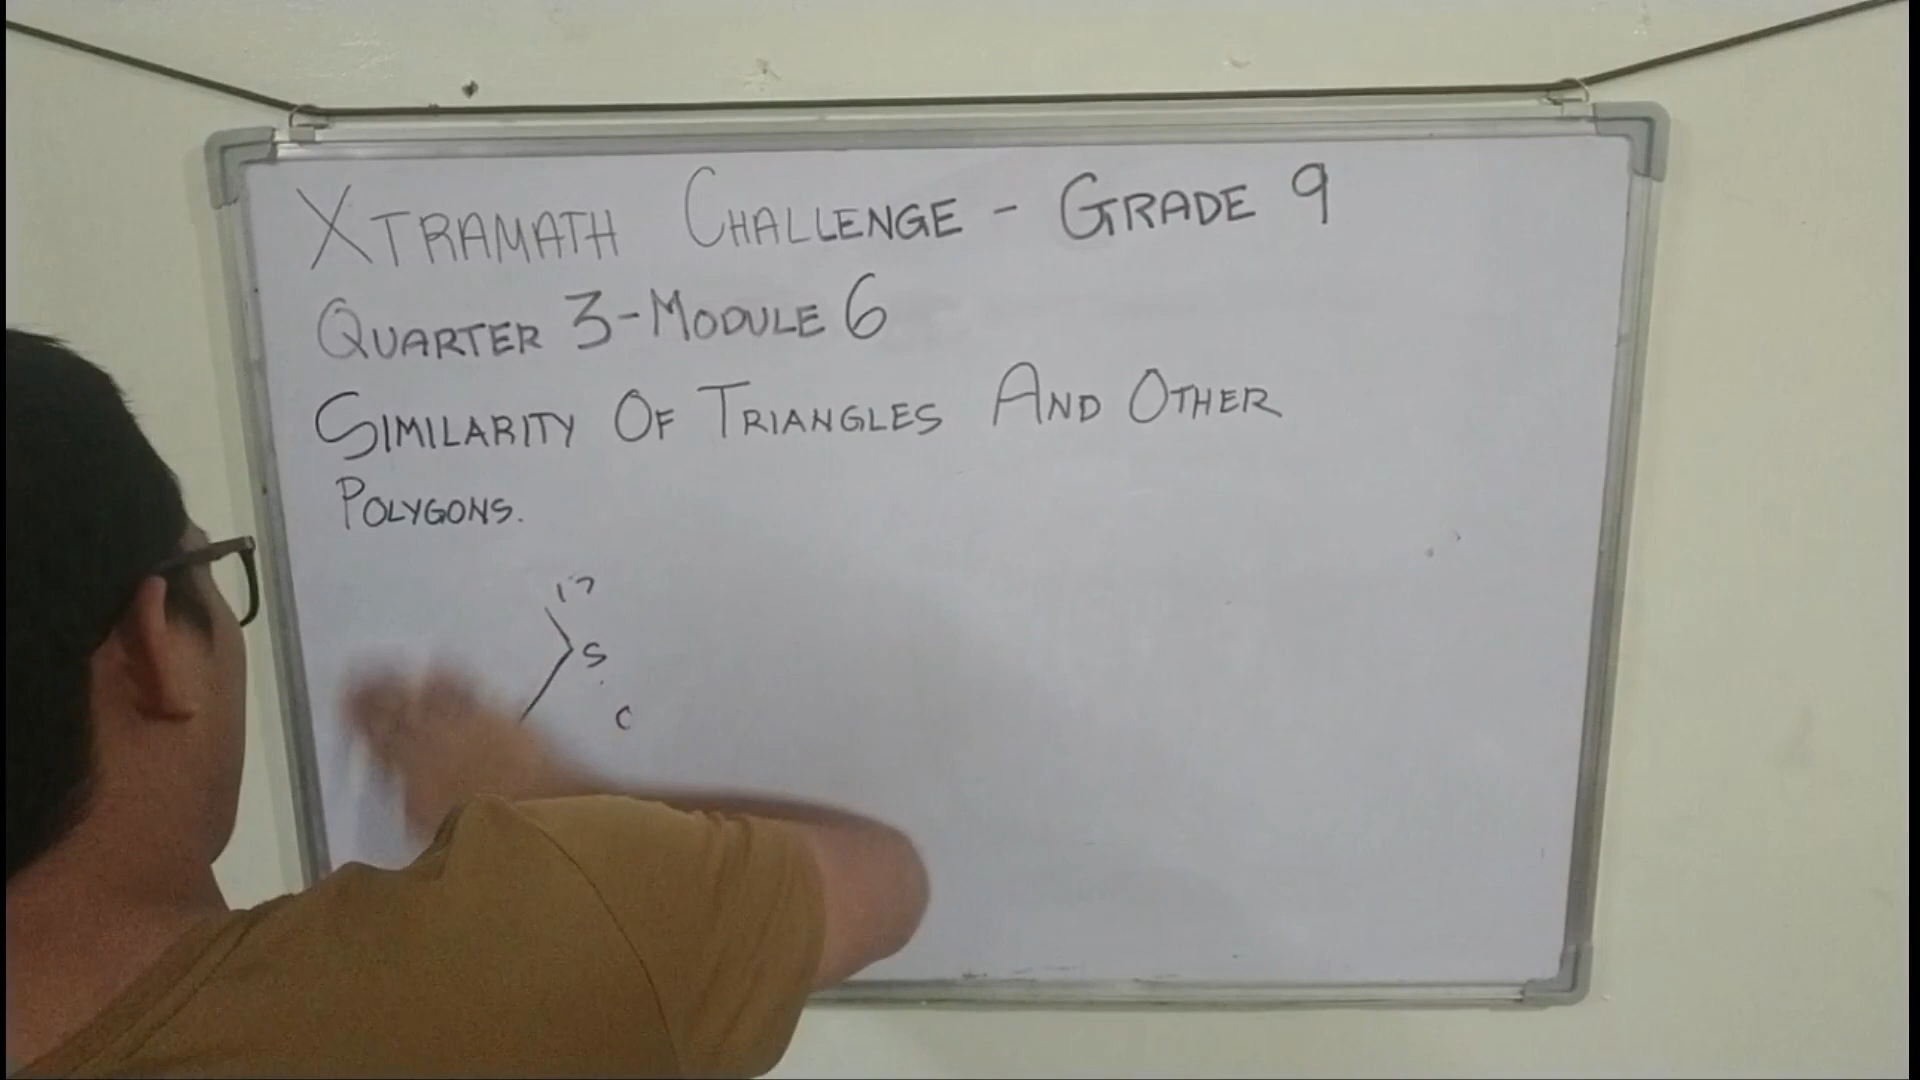 XTRAMATH CHALLENGE - GRADE 9
QUARTER 3-MODULE 6
SIMILARITY OF TRIANGLES AND OTHER
POLYGONS.
S
C